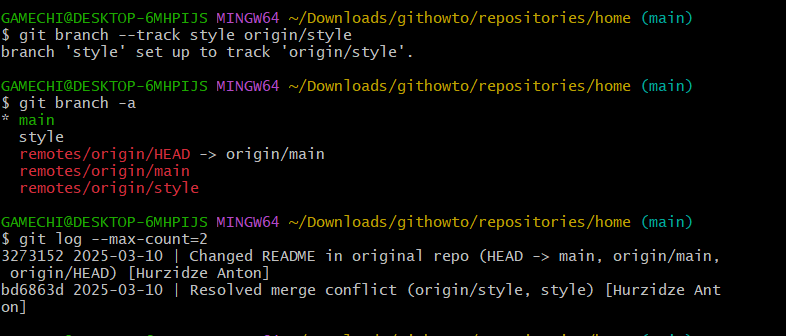 GAMECHI@DESKTOP-6MHPIJS MINGW64 ~/Downloads/githowto/repositories/home (main)
$ git branch --track style origin/style
branch 'style' set up to track 'origin/style'.
GAMECHI@DESKTOP-6MHPIJS MINGW64 ~/Downloads/githowto/repositories/home (main)
$ git branch -a
* main
  style
  remotes/origin/HEAD -> origin/main
  remotes/origin/main
  remotes/origin/style
GAMECHI@DESKTOP-6MHPIJS MINGW64 ~/Downloads/githowto/repositories/home (main)
$ git log --max-count=2
3273152 2025-03-10 | Changed README in original repo (HEAD -> main, origin/main,
 origin/HEAD) [Hurzidze Anton]
bd6863d 2025-03-10 | Resolved merge conflict (origin/style, style) [Hurzidze Ant
on]